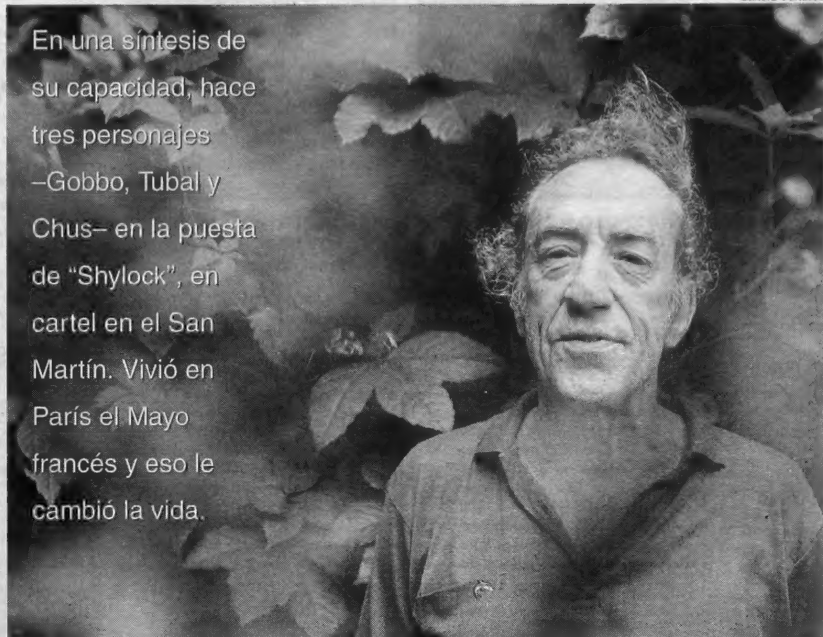 En una síntesis de
su capacidad, hace
tres personajes
–Gobbo, Tubal y
Chus– en la puesta
de “Shylock”, en
cartel en el San
Martín. Vivió en
París el Mayo
francés y eso le
cambió la vida.